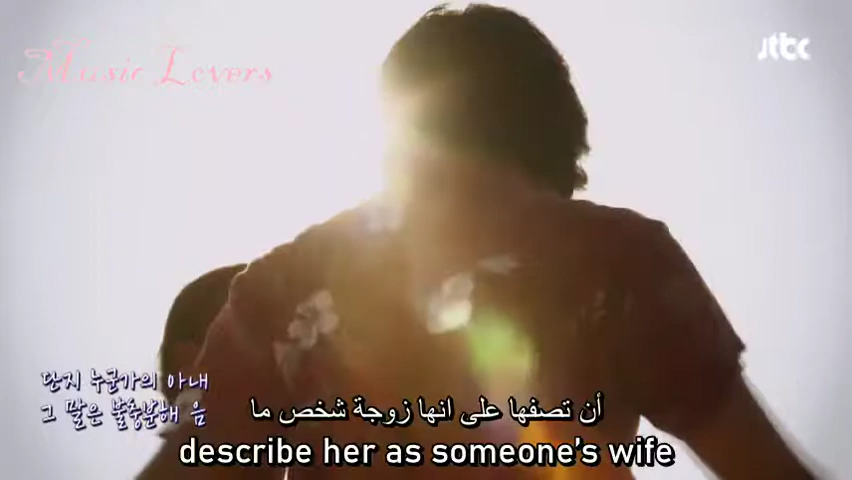 Music Lovers
jtbc
단지 누군가의 아내
그 말은 불충분해 음
أن تصفها على انها زوجة شخص ما
describe her as someone's wife